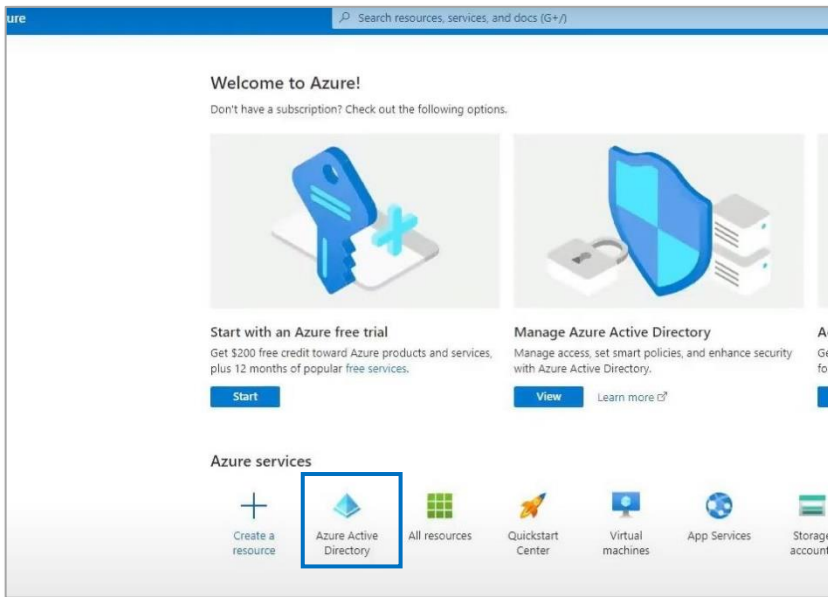 ure
Search resources, services, and docs (G+/)
Welcome to Azure!
Don't have a subscription? Check out the following options.
Start with an Azure free trial
Get $200 free credit toward Azure products and services,
plus 12 months of popular free services.
Start
Manage Azure Active Directory
Manage access, set smart policies, and enhance security
with Azure Active Directory.
View
Learn more
A
Ge
fo
Azure services
Create a
resource
Azure Active
Directory
All resources
Quickstart
Center
Virtual
machines
App Services
Storage
account